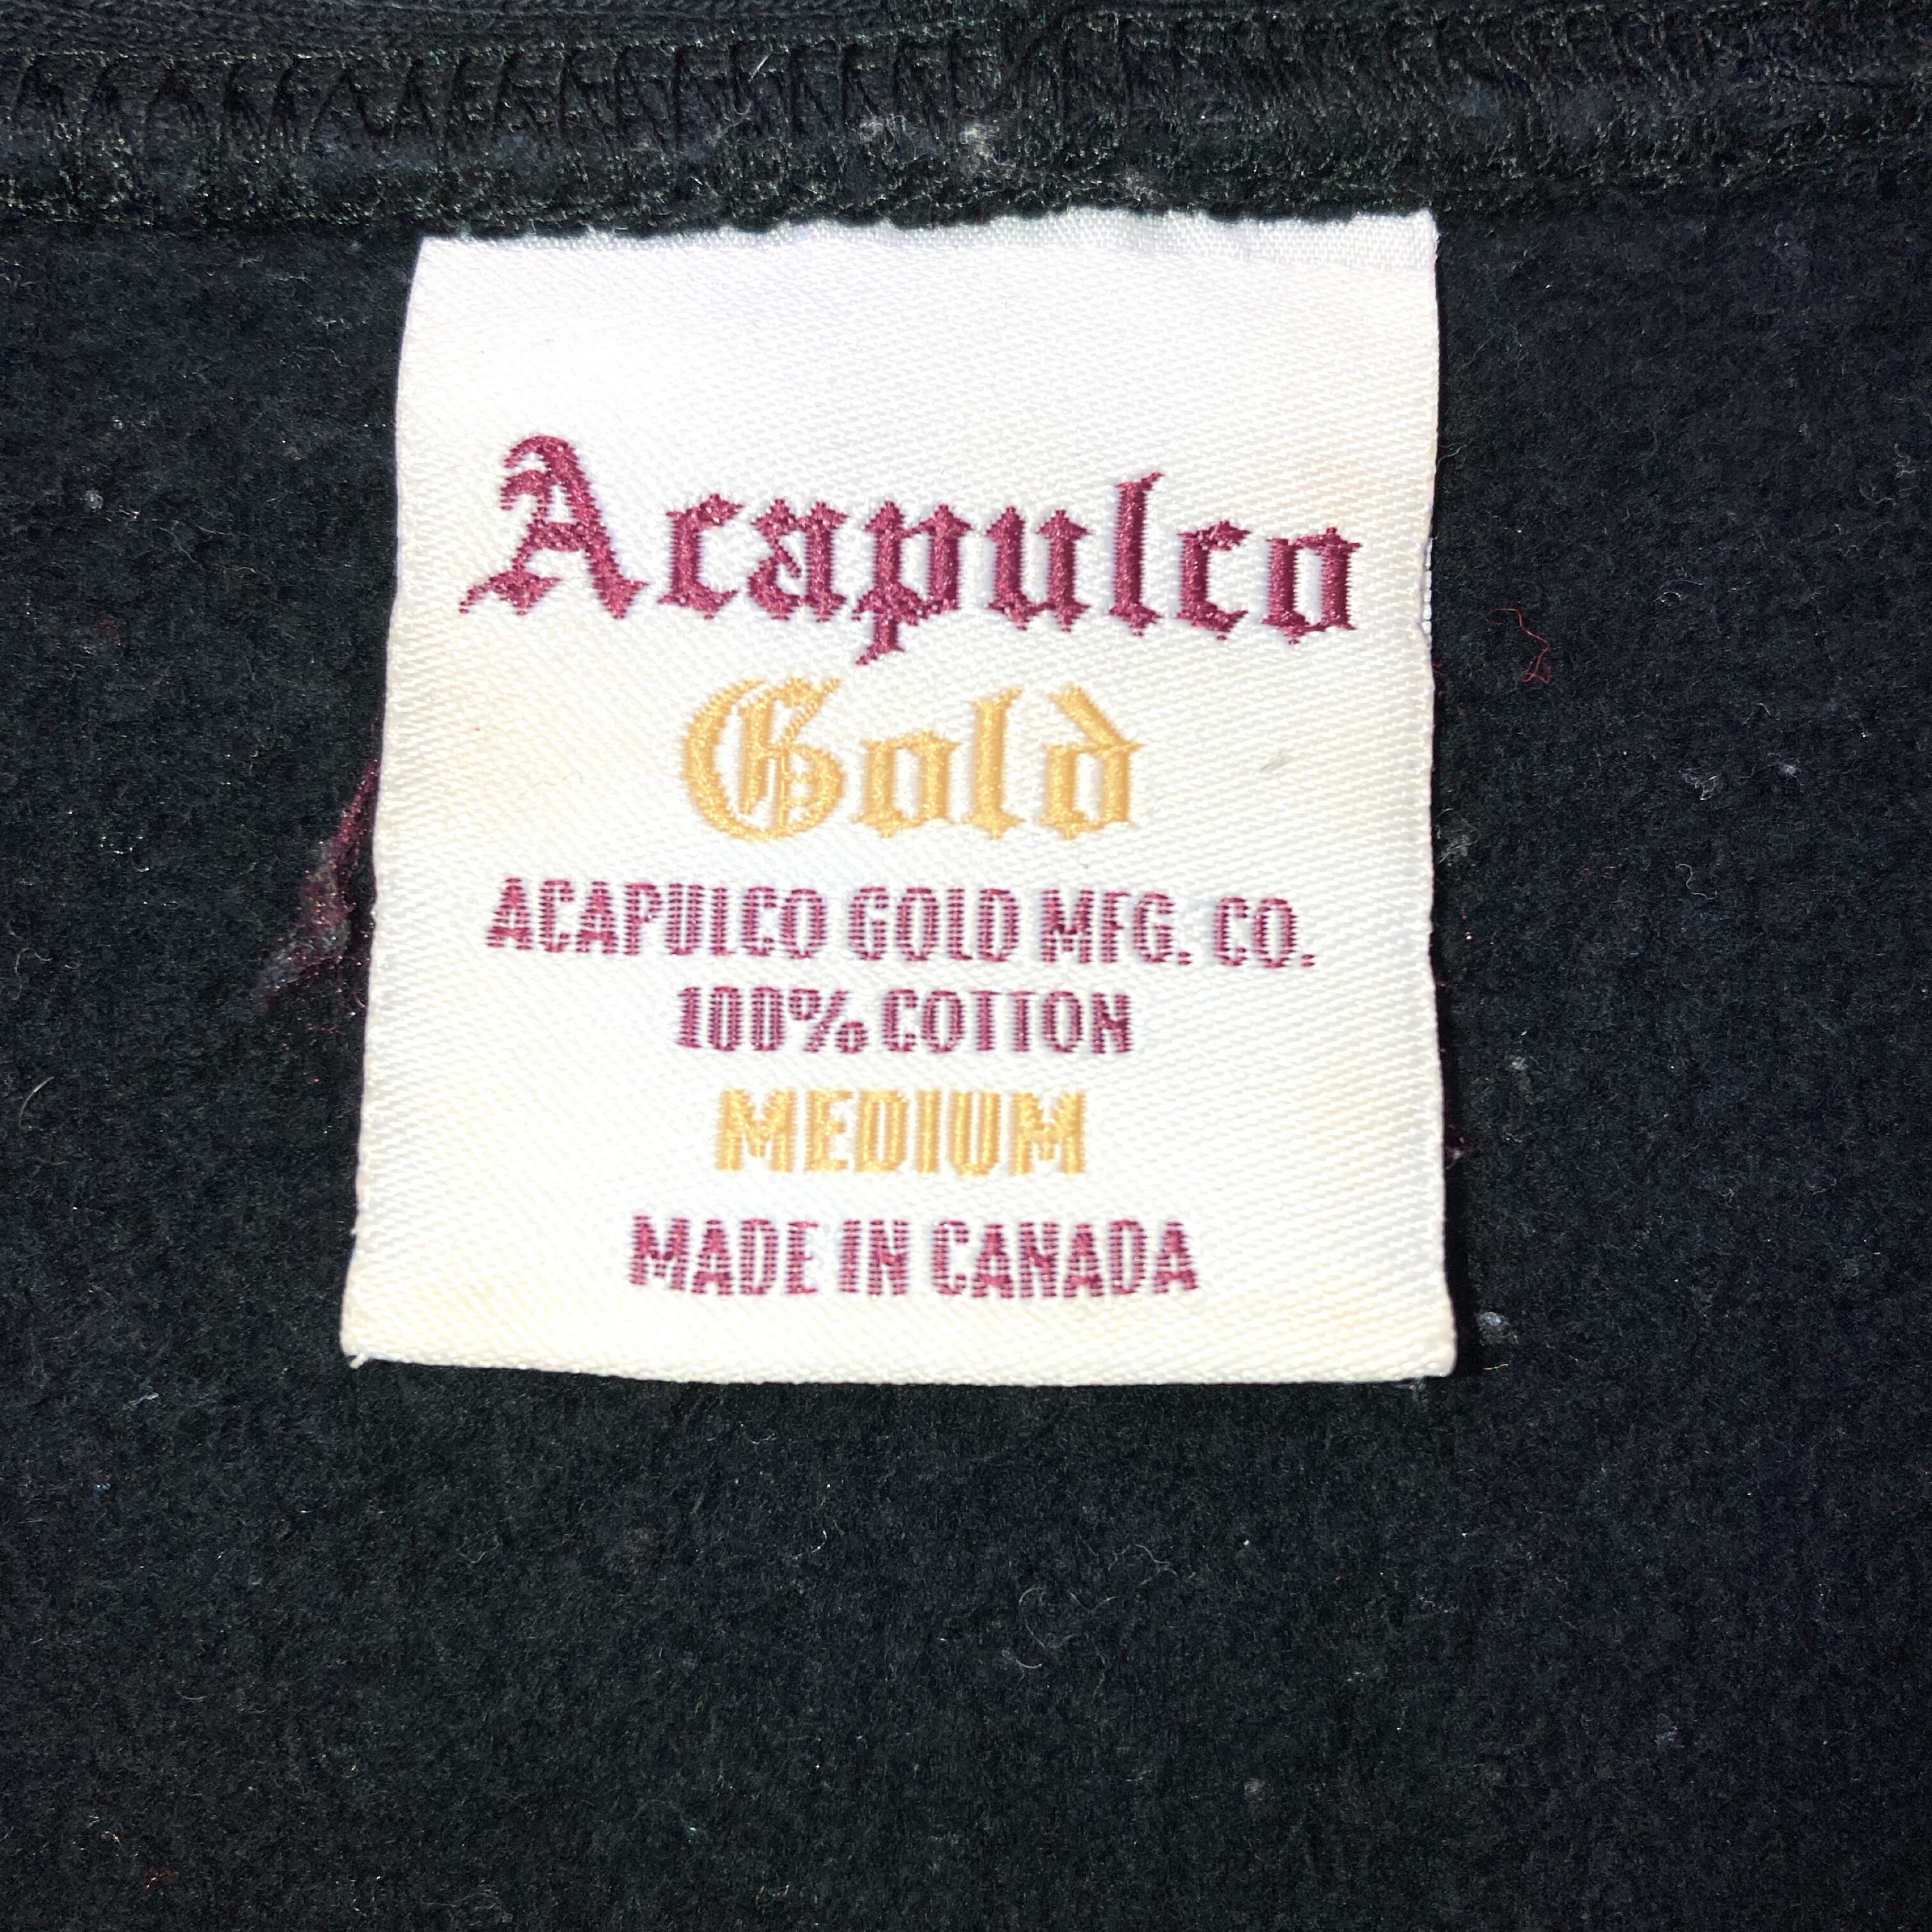 Acapulco
Gold
ACAPULCO GOLD MFG. CO.
100% COTTON
MEDIUM
MADE IN CANADA